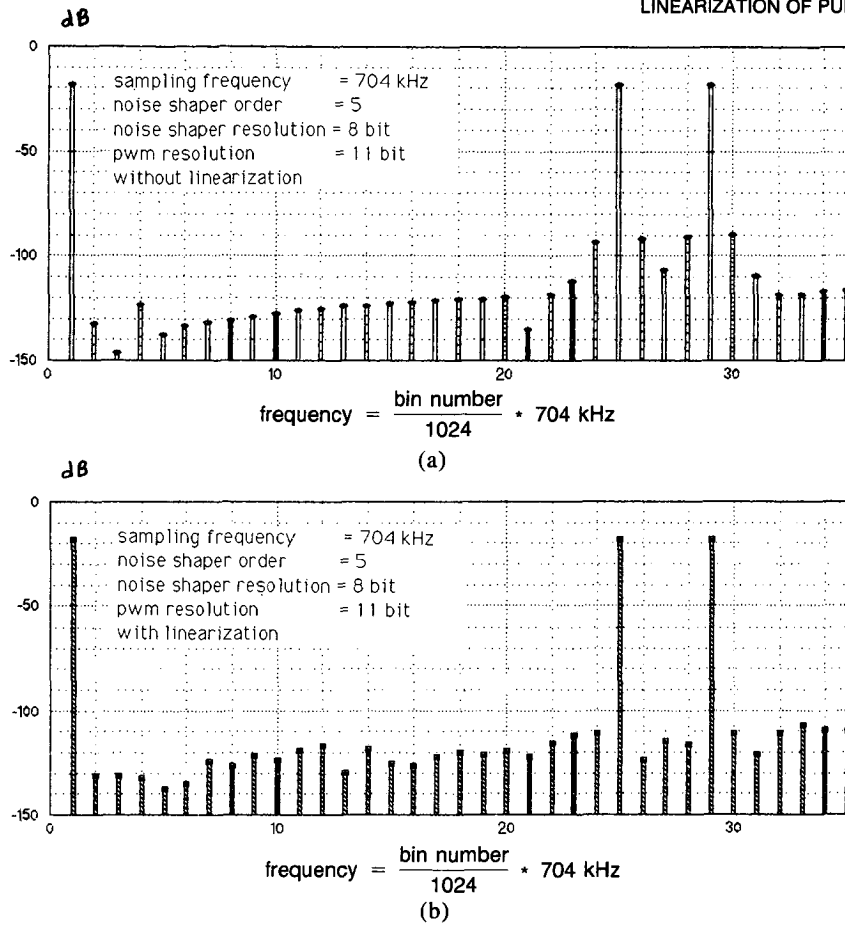 LINEARIZATION OF PU
dB
0
-50
-100
-150
sampling frequency = 704 kHz
noise shaper order = 5
noise shaper resolution = 8 bit
pwm resolution = 11 bit
without linearization
0 10 20 30
frequency = bin number / 1024 * 704 kHz
(a)
dB
0
-50
-100
-150
sampling frequency = 704 kHz
noise shaper order = 5
noise shaper resolution = 8 bit
pwm resolution = 11 bit
with linearization
0 10 20 30
frequency = bin number / 1024 * 704 kHz
(b)